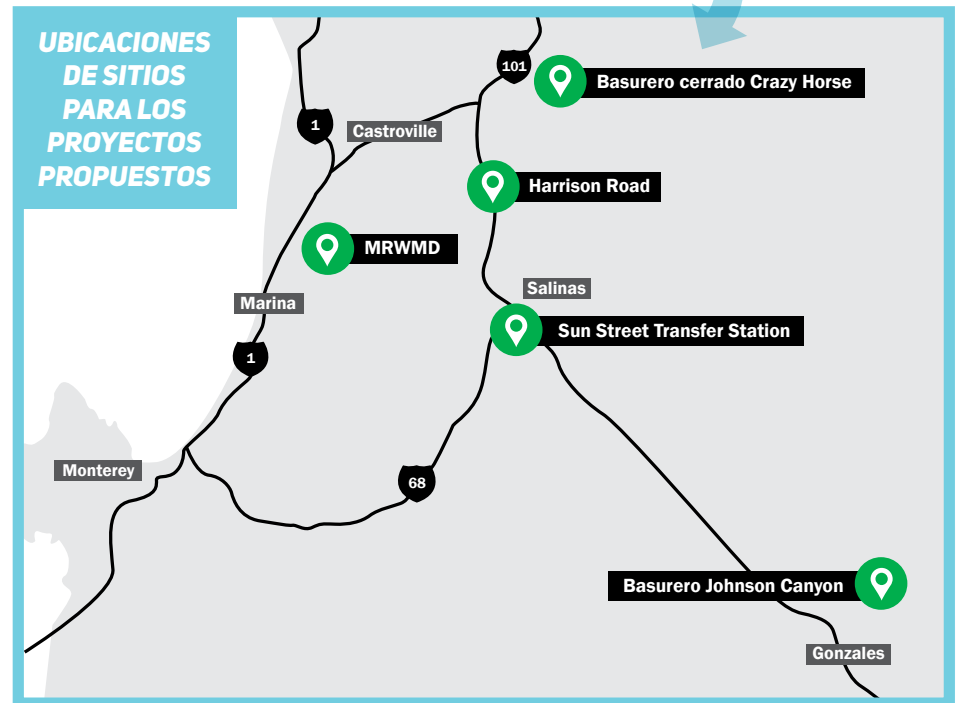 UBICACIONES
DE SITIOS
PARA LOS
PROYECTOS
PROPUESTOS
101
Basurero cerrado Crazy Horse
1
Castroville
Harrison Road
MRWMD
Salinas
Marina
Sun Street Transfer Station
1
Monterey
68
Basurero Johnson Canyon
Gonzales